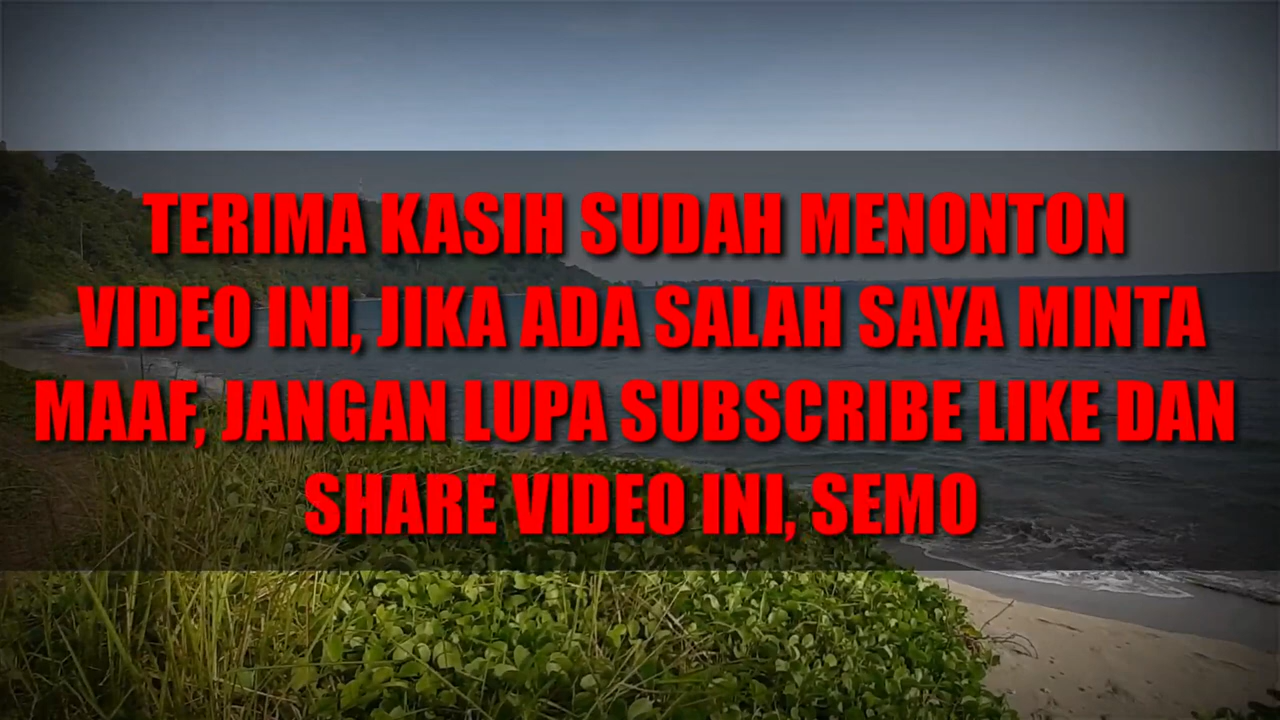 TERIMA KASIH SUDAH MENONTON
VIDEO INI, JIKA ADA SALAH SAYA MINTA
MAAF, JANGAN LUPA SUBSCRIBE LIKE DAN
SHARE VIDEO INI, SEMO